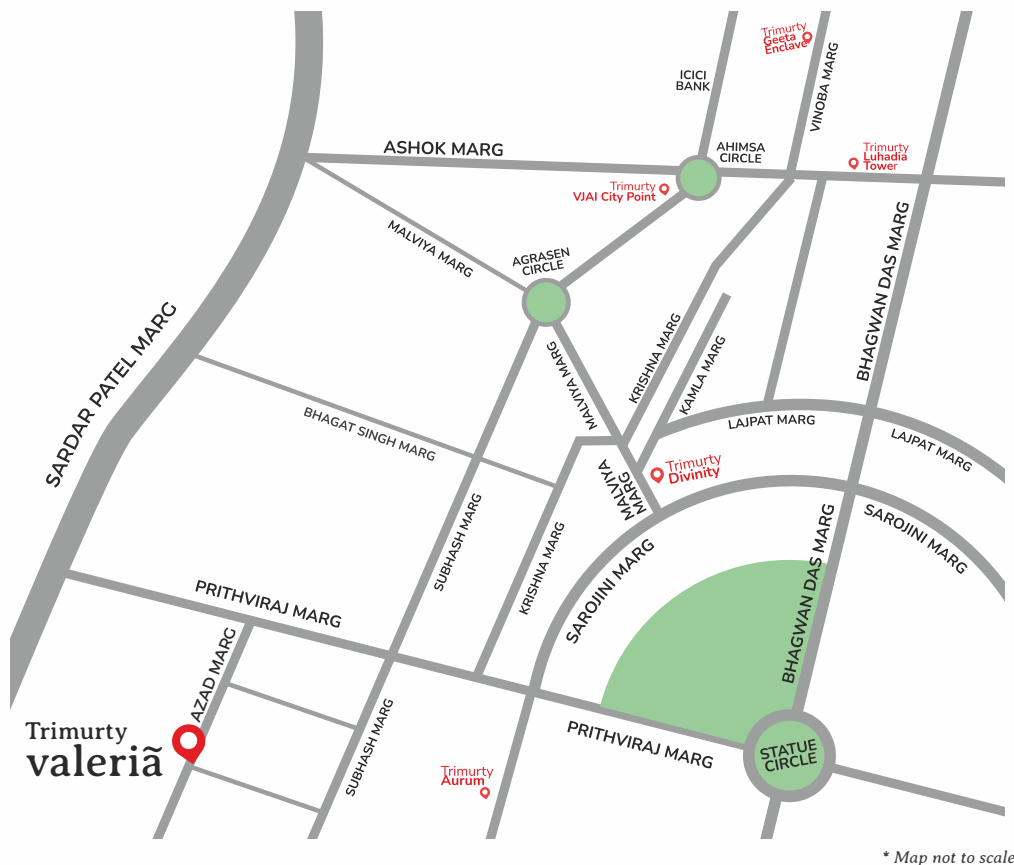 Trimurty
Geeta
Enclave
ICICI
BANK
VINOBA MARG
ASHOK MARG
AHIMSA
CIRCLE
Trimurty
Luhadia
Tower
Trimurty
VJAI City Point
MALVIYA MARG
AGRASEN
CIRCLE
BHAGWAN DAS MARG
SARDAR PATEL MARG
KRISHNA MARG
MALVIYA MARG
KAMLA MARG
BHAGAT SINGH MARG
LAJPAT MARG
LAJPAT MARG
MALVIYA
MARG
Trimurty
Divinity
SUBHASH MARG
KRISHNA MARG
SAROJINI MARG
BHAGWAN DAS MARG
SAROJINI MARG
PRITHVIRAJ MARG
AZAD MARG
Trimurty
valeriã
SUBHASH MARG
PRITHVIRAJ MARG
STATUE
CIRCLE
Trimurty
Aurum
* Map not to scale